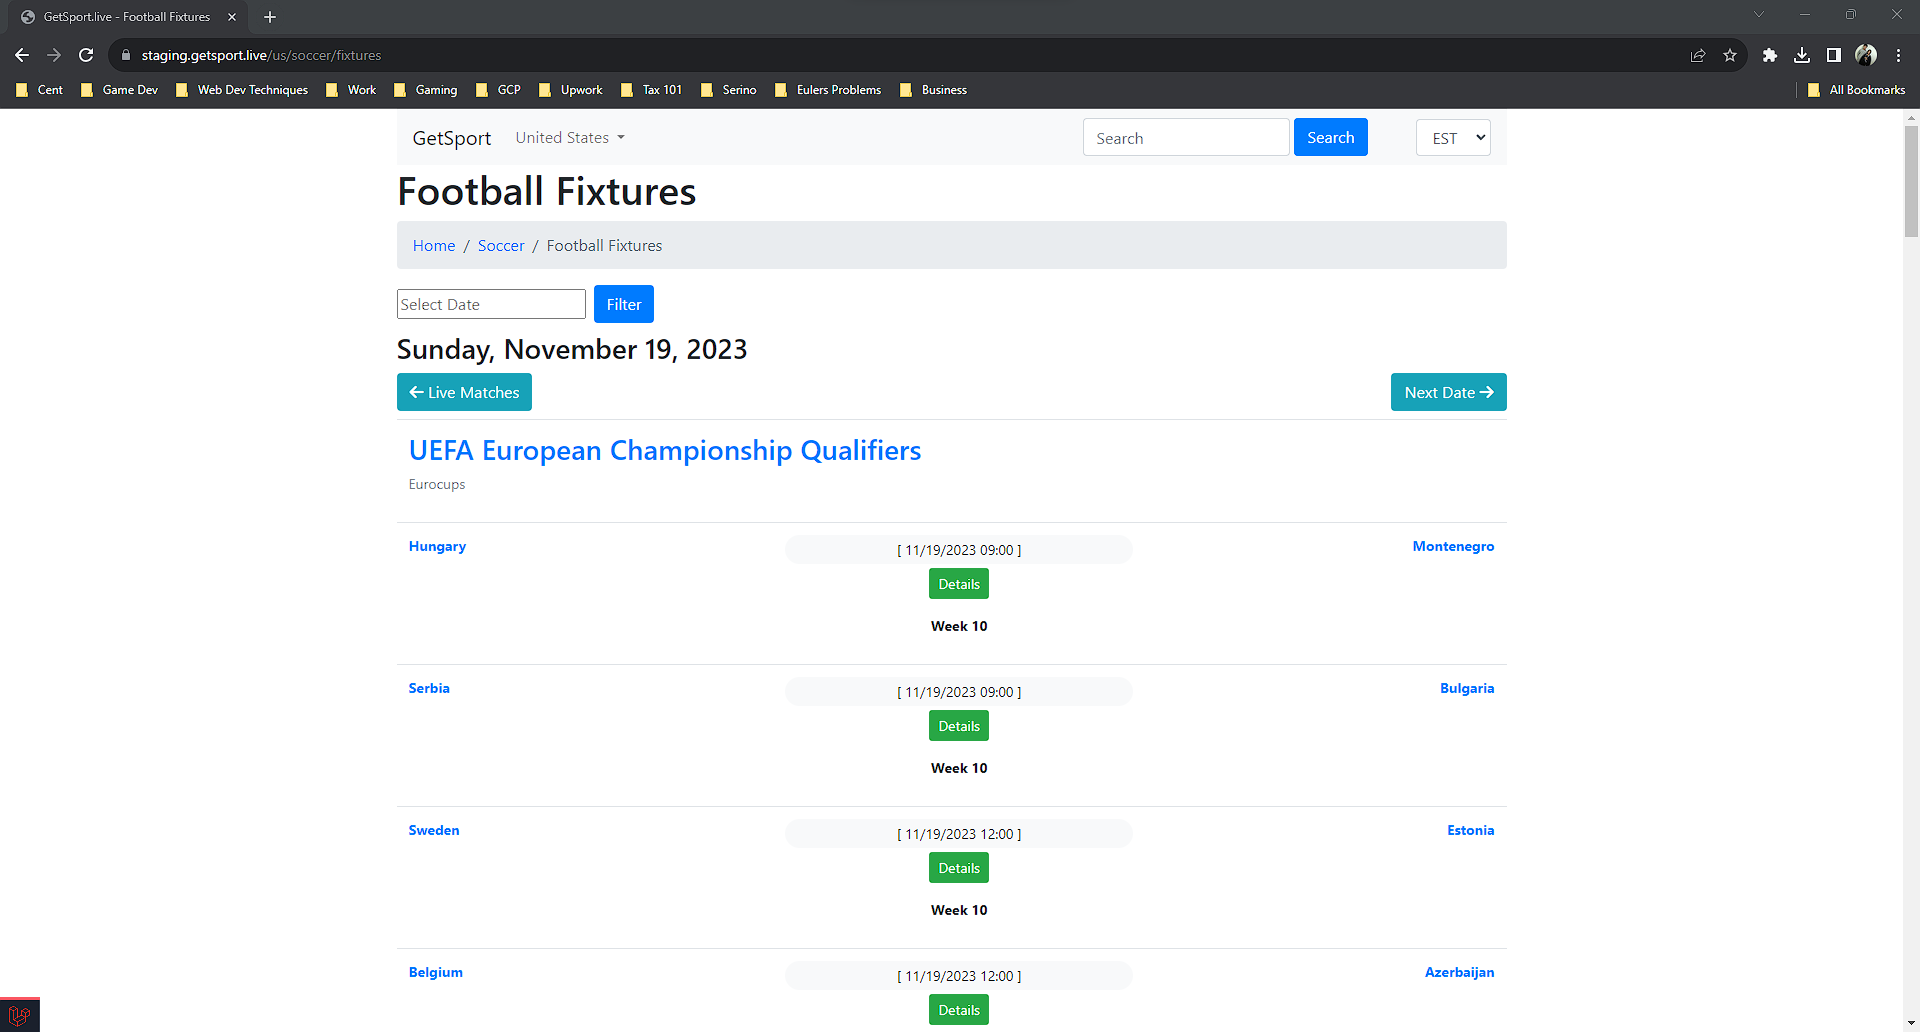 GetSport.live - Football Fixtures
staging.getsport.live/us/soccer/fixtures
Cent Game Dev Web Dev Techniques Work Gaming GCP Upwork Tax 101 Serino Eulers Problems Business All Bookmarks
GetSport United States Search Search EST
Football Fixtures
Home / Soccer / Football Fixtures
Select Date Filter
Sunday, November 19, 2023
← Live Matches Next Date →
UEFA European Championship Qualifiers
Eurocups
Hungary [ 11/19/2023 09:00 ] Montenegro
Details
Week 10
Serbia [ 11/19/2023 09:00 ] Bulgaria
Details
Week 10
Sweden [ 11/19/2023 12:00 ] Estonia
Details
Week 10
Belgium [ 11/19/2023 12:00 ] Azerbaijan
Details